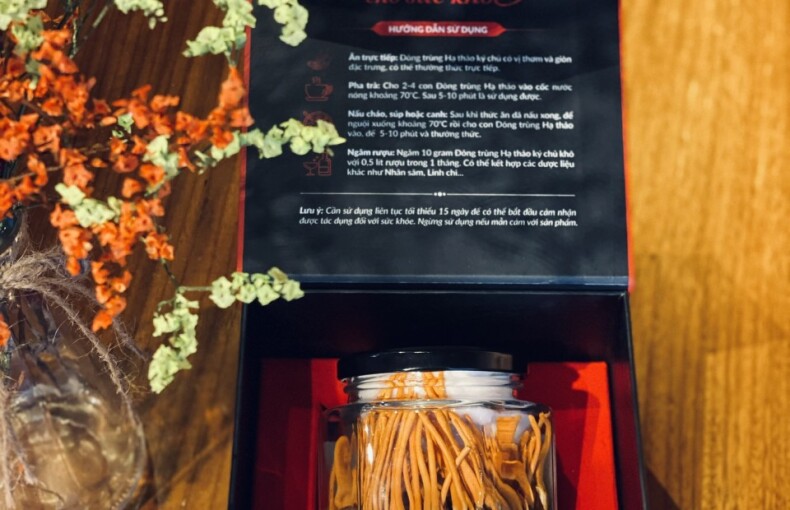 cho sức khỏe
HƯỚNG DẪN SỬ DỤNG
Ăn trực tiếp: Đông trùng Hạ thảo ký chủ có vị thơm và giòn
đặc trưng, có thể thưởng thức trực tiếp.
Pha trà: Cho 2-4 con Đông trùng Hạ thảo vào cốc nước
nóng khoảng 70°C. Sau 5-10 phút là sử dụng được.
Nấu cháo, súp hoặc canh: Sau khi thức ăn đã nấu xong, để
nguội xuống khoảng 70°C rồi cho con Đông trùng Hạ thảo
vào, để 5-10 phút và thưởng thức.
Ngâm rượu: Ngâm 10 gram Đông trùng Hạ thảo ký chủ khô
với 0,5 lít rượu trong 1 tháng. Có thể kết hợp các dược liệu
khác như Nhân sâm, Linh chi...
Lưu ý: Cần sử dụng liên tục tối thiểu 15 ngày để có thể bắt đầu cảm nhận
được tác dụng đối với sức khỏe. Ngừng sử dụng nếu mẫn cảm với sản phẩm.